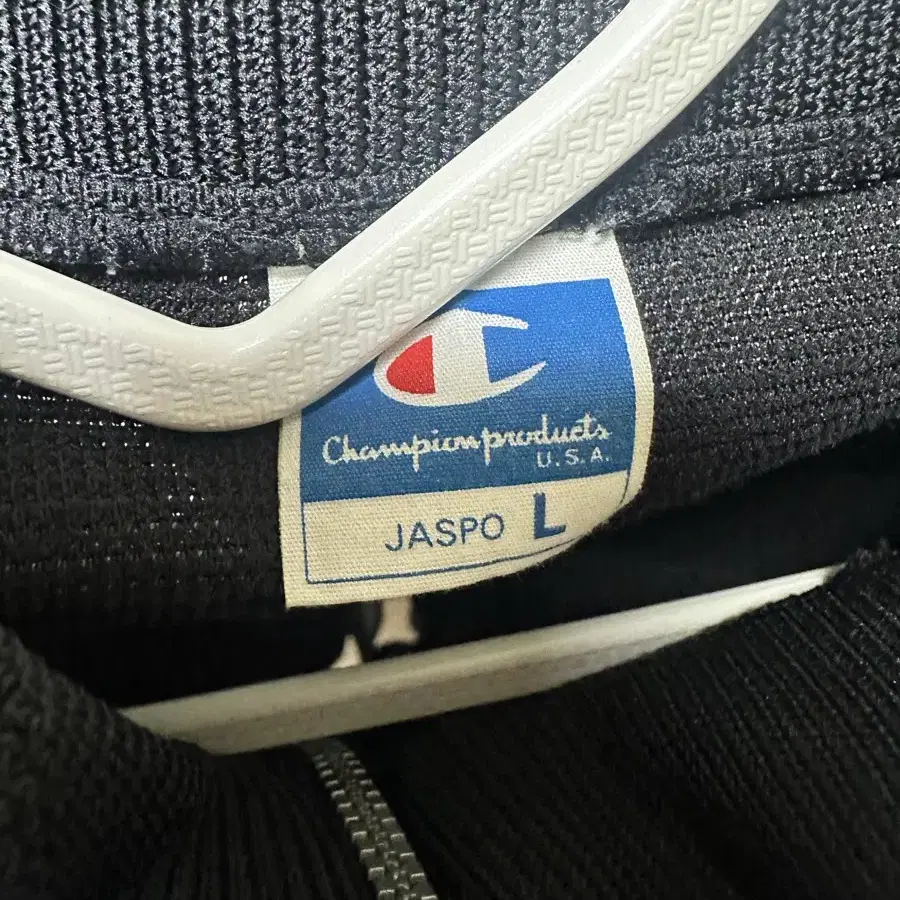 Champion products
U.S.A.
JASPO L